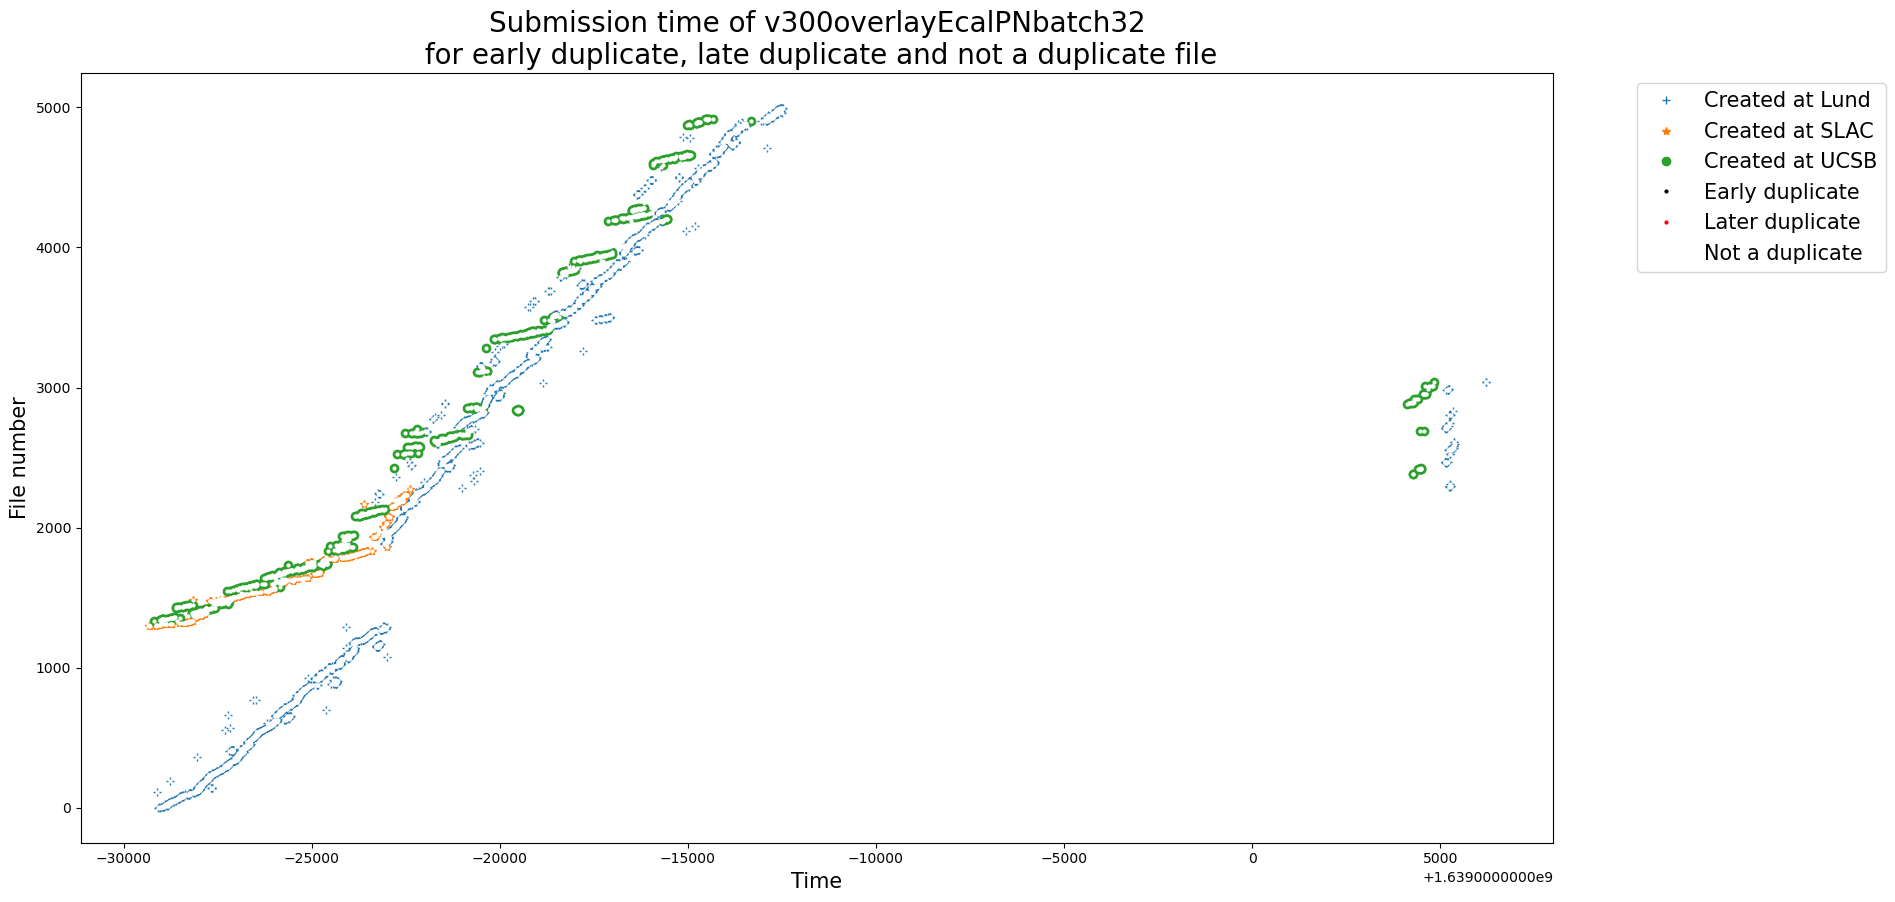 Submission time of v300overlayEcalPNbatch32
for early duplicate, late duplicate and not a duplicate file
File number
5000
4000
3000
2000
1000
0
−30000
−25000
−20000
−15000
−10000
−5000
0
5000
+1.6390000000e9
Time
Created at Lund
Created at SLAC
Created at UCSB
Early duplicate
Later duplicate
Not a duplicate